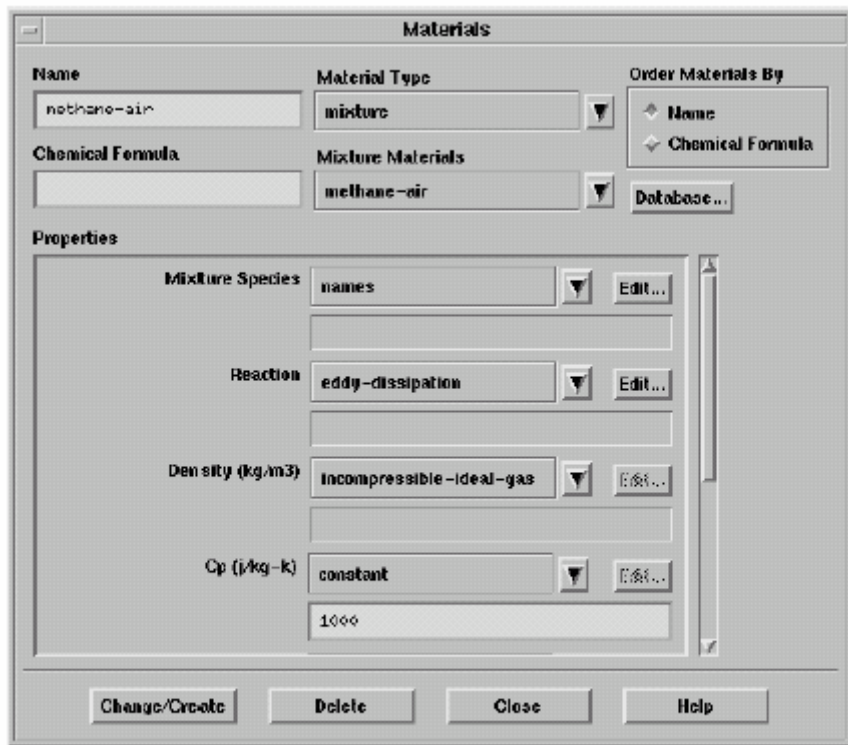 Materials
Name
methane-air
Material Type
mixture
Order Materials By
Name
Chemical Formula
Chemical Formula
Mixture Materials
methane-air
Database...
Properties
Mixture Species
names
Edit...
Reaction
eddy-dissipation
Edit...
Density (kg/m3)
incompressible-ideal-gas
Edit...
Cp (j/kg-k)
constant
Edit...
1000
Change/Create
Delete
Close
Help